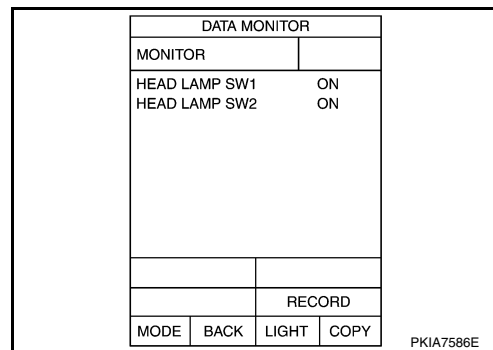 DATA MONITOR
MONITOR
HEAD LAMP SW1 ON
HEAD LAMP SW2 ON
RECORD
MODE BACK LIGHT COPY
PKIA7586E